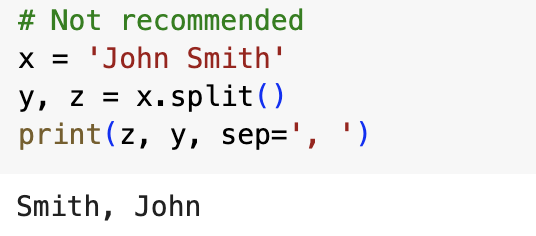 # Not recommended
x = 'John Smith'
y, z = x.split()
print(z, y, sep=', ')
Smith, John